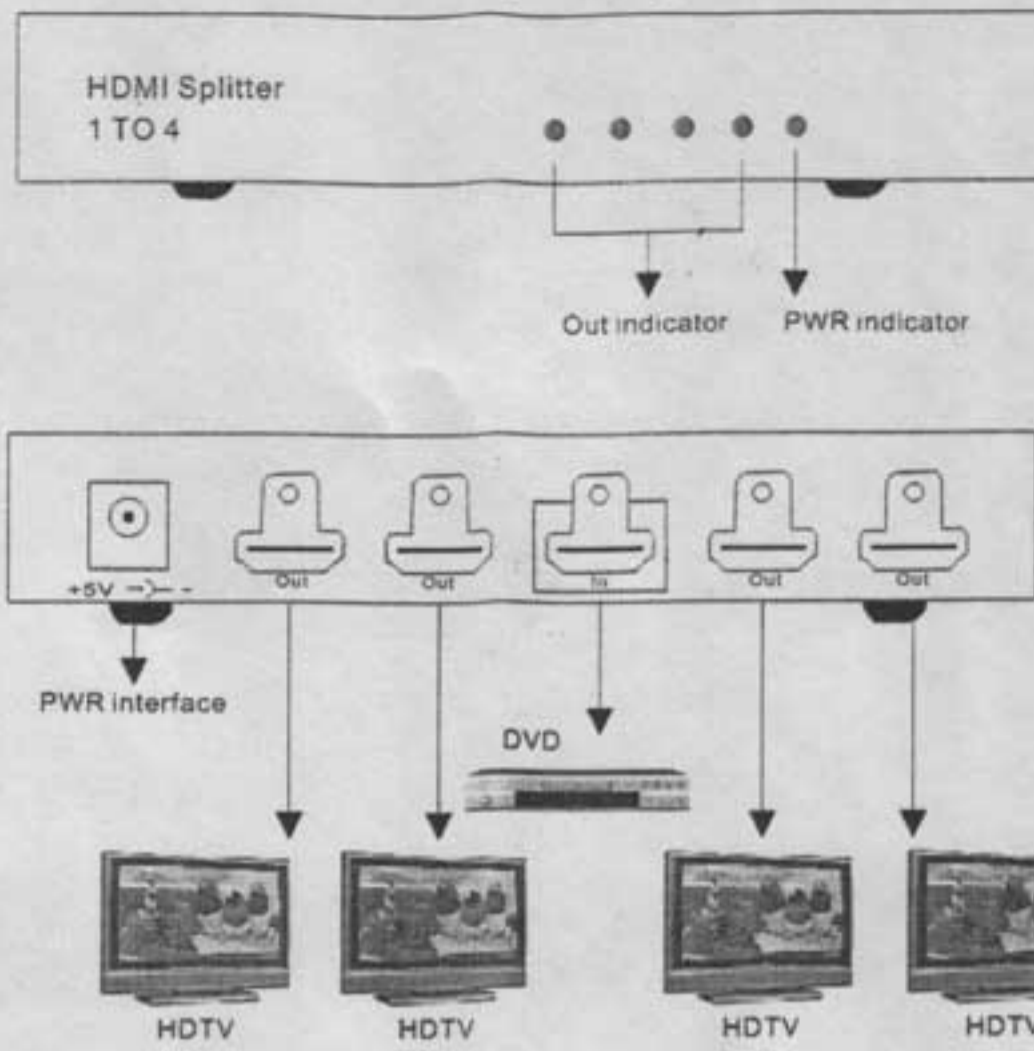 HDMI Splitter
1 TO 4
Out indicator PWR indicator
+5V
Out Out In Out Out
PWR interface
DVD
HDTV HDTV HDTV HDTV